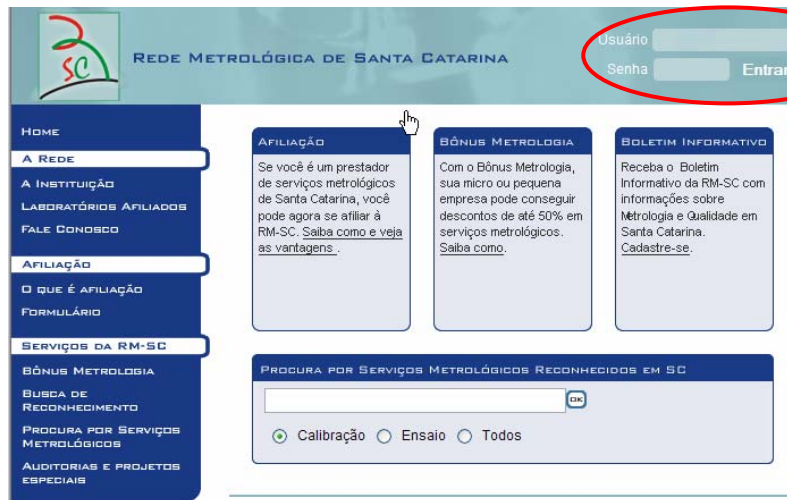 SC
REDE METROLÓGICA DE SANTA CATARINA
Usuário
Senha
Entrar
HOME
A REDE
A INSTITUIÇÃO
LABORATÓRIOS AFILIADOS
FALE CONOSCO
AFILIAÇÃO
O QUE É AFILIAÇÃO
FORMULÁRIO
SERVIÇOS DA RM-SC
BÔNUS METROLOGIA
BUSCA DE
RECONHECIMENTO
PROCURA POR SERVIÇOS
METROLÓGICOS
AUDITORIAS E PROJETOS
ESPECIAIS
AFILIAÇÃO
Se você é um prestador
de serviços metrológicos
de Santa Catarina, você
pode agora se afiliar à
RM-SC. Saiba como e veja
as vantagens .
BÔNUS METROLOGIA
Com o Bônus Metrologia,
sua micro ou pequena
empresa pode conseguir
descontos de até 50% em
serviços metrológicos.
Saiba como.
BOLETIM INFORMATIVO
Receba o Boletim
Informativo da RM-SC com
informações sobre
Metrologia e Qualidade em
Santa Catarina.
Cadastre-se.
PROCURA POR SERVIÇOS METROLÓGICOS RECONHECIDOS EM SC
OK
Calibração Ensaio Todos